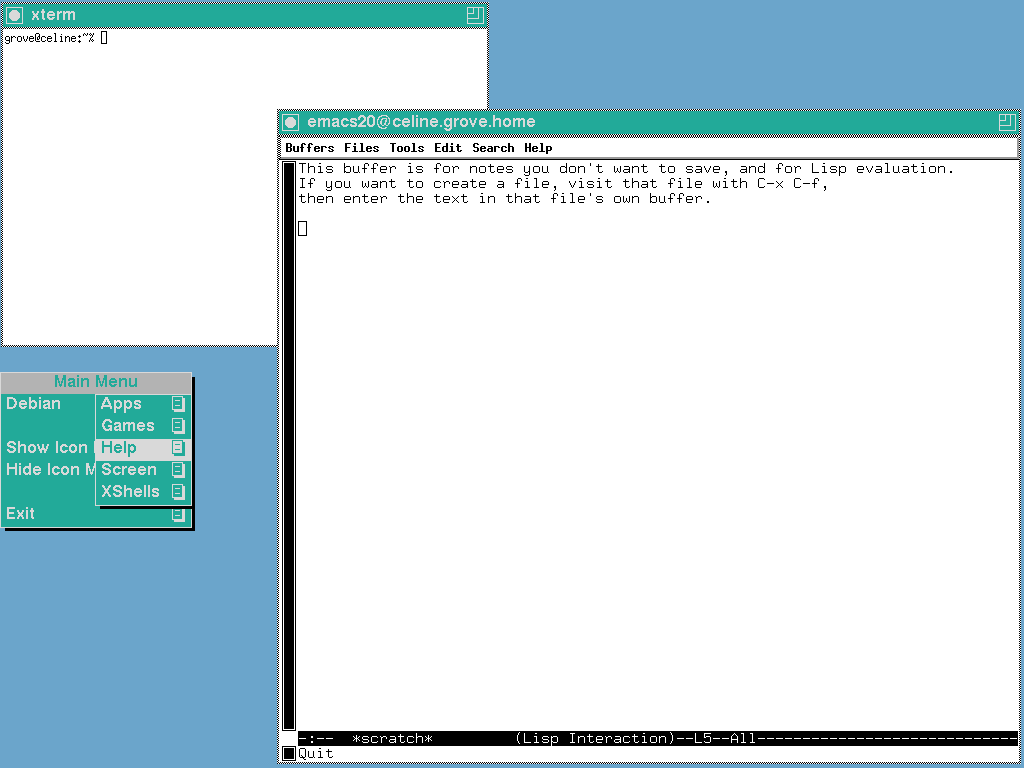 xterm
grove@celine:~%
emacs20@celine.grove.home
Buffers Files Tools Edit Search Help
This buffer is for notes you don't want to save, and for Lisp evaluation.
If you want to create a file, visit that file with C-x C-f,
then enter the text in that file's own buffer.
-:-- *scratch* (Lisp Interaction)--L5--All-----------------------------
Quit
Main Menu
Debian
Show Icon
Hide Icon M
Exit
Apps
Games
Help
Screen
XShells